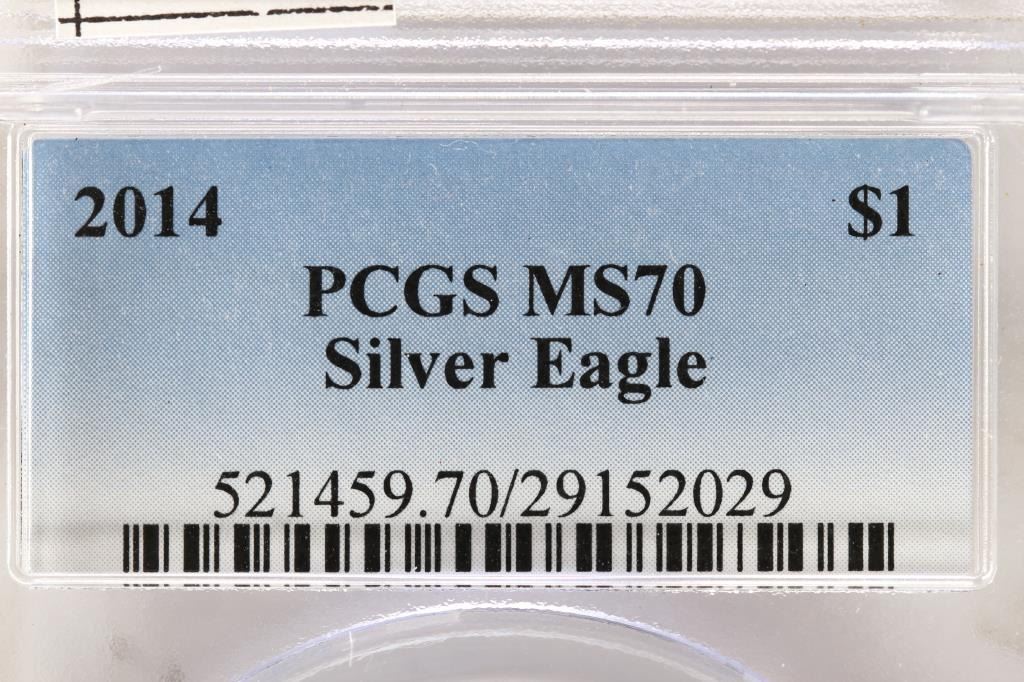 2014 $1
PCGS MS70
Silver Eagle
521459.70/29152029